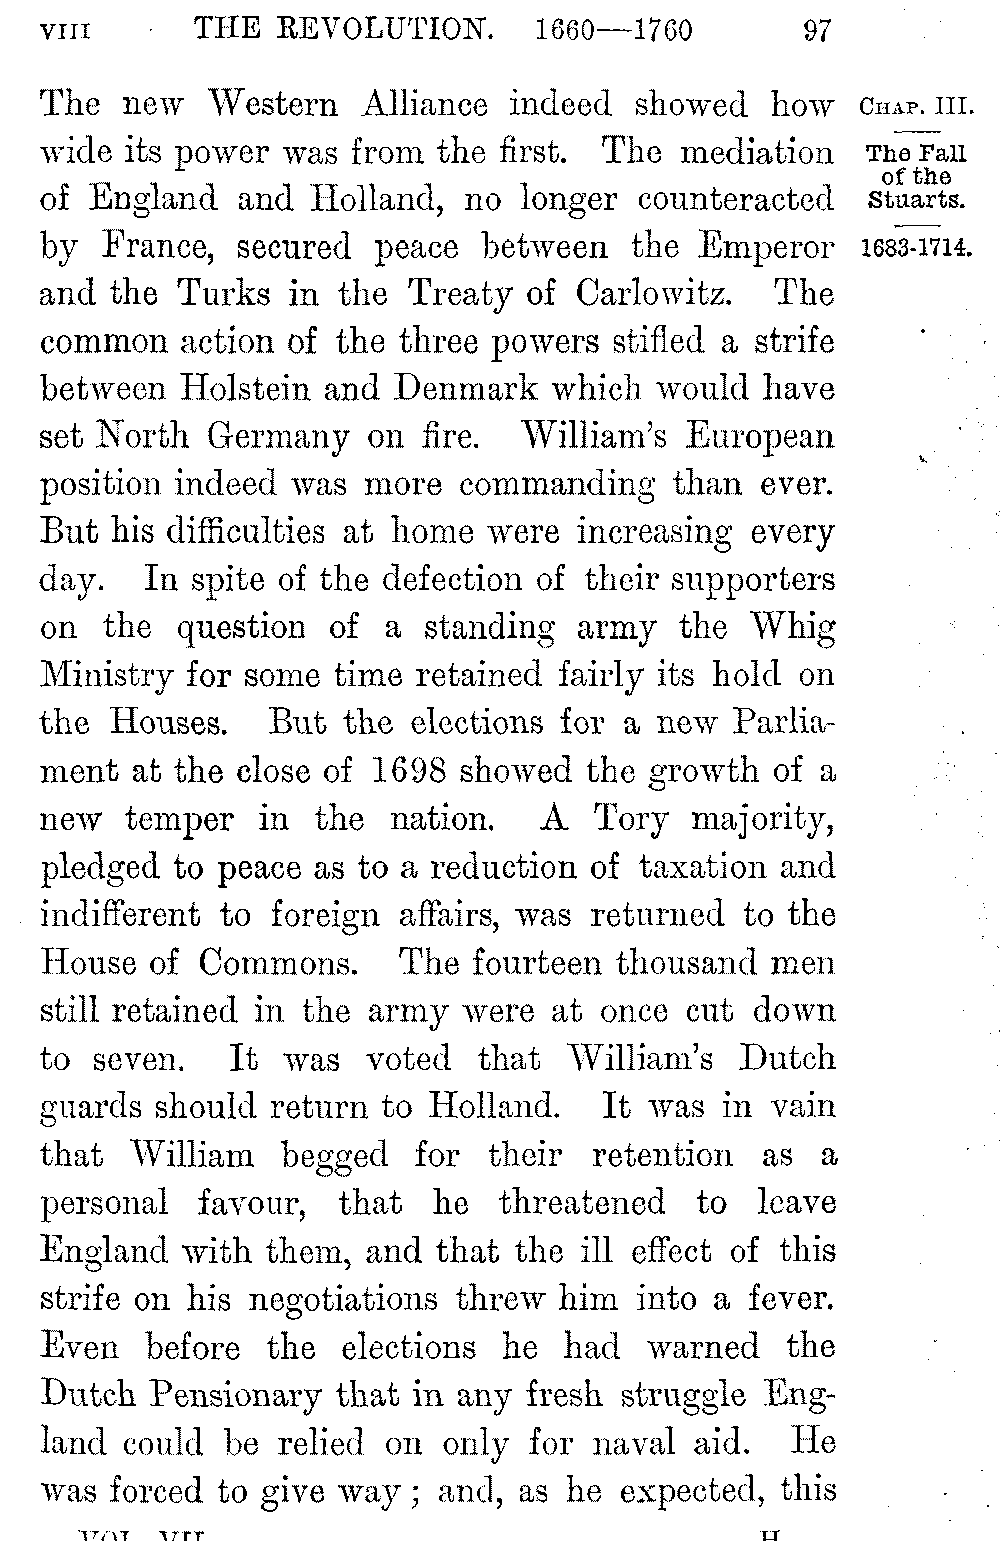 VIII THE REVOLUTION. 1660—1760 97
The new Western Alliance indeed showed how
wide its power was from the first. The mediation
of England and Holland, no longer counteracted
by France, secured peace between the Emperor
and the Turks in the Treaty of Carlowitz. The
common action of the three powers stifled a strife
between Holstein and Denmark which would have
set North Germany on fire. William's European
position indeed was more commanding than ever.
But his difficulties at home were increasing every
day. In spite of the defection of their supporters
on the question of a standing army the Whig
Ministry for some time retained fairly its hold on
the Houses. But the elections for a new Parlia-
ment at the close of 1698 showed the growth of a
new temper in the nation. A Tory majority,
pledged to peace as to a reduction of taxation and
indifferent to foreign affairs, was returned to the
House of Commons. The fourteen thousand men
still retained in the army were at once cut down
to seven. It was voted that William's Dutch
guards should return to Holland. It was in vain
that William begged for their retention as a
personal favour, that he threatened to leave
England with them, and that the ill effect of this
strife on his negotiations threw him into a fever.
Even before the elections he had warned the
Dutch Pensionary that in any fresh struggle Eng-
land could be relied on only for naval aid. He
was forced to give way; and, as he expected, this
CHAP. III.
The Fall
of the
Stuarts.
1683-1714.
VOL. VII. H